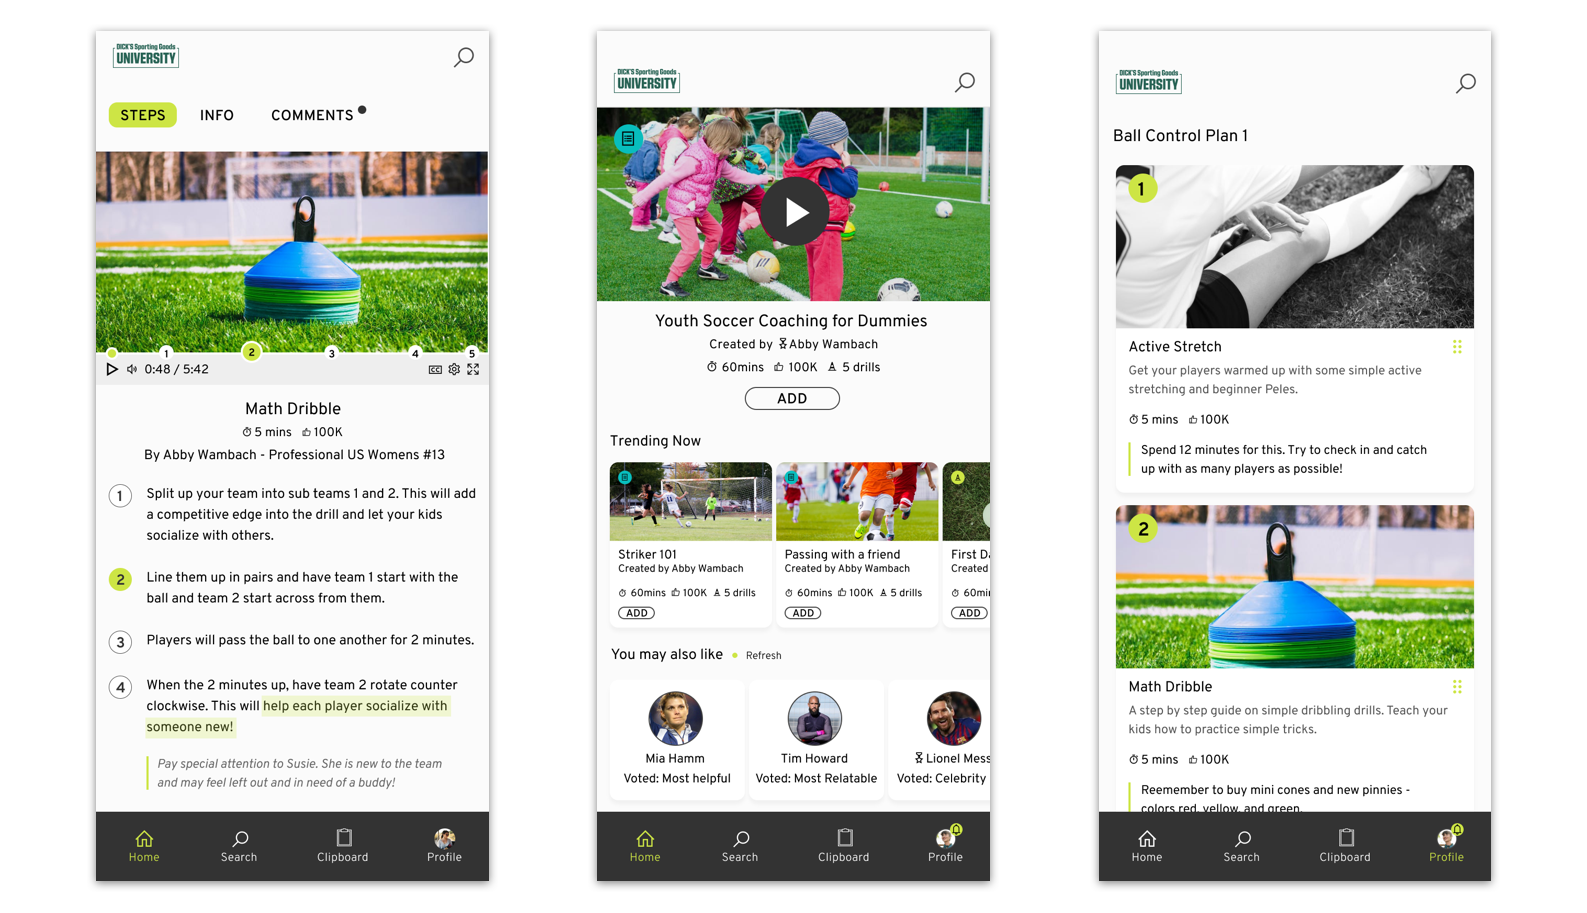 DICK'S Sporting Goods
UNIVERSITY
STEPS INFO COMMENTS
1 2 3 4 5
0:48 / 5:42 CC
Math Dribble
5 mins 100K
By Abby Wambach - Professional US Womens #13
1 Split up your team into sub teams 1 and 2. This will add
a competitive edge into the drill and let your kids
socialize with others.
2 Line them up in pairs and have team 1 start with the
ball and team 2 start across from them.
3 Players will pass the ball to one another for 2 minutes.
4 When the 2 minutes up, have team 2 rotate counter
clockwise. This will help each player socialize with
someone new!
Pay special attention to Susie. She is new to the team
and may feel left out and in need of a buddy!
Home Search Clipboard Profile
DICK'S Sporting Goods
UNIVERSITY
Youth Soccer Coaching for Dummies
Created by Abby Wambach
60mins 100K 5 drills
ADD
Trending Now
Striker 101
Created by Abby Wambach
60mins 100K 5 drills
ADD
Passing with a friend
Created by Abby Wambach
60mins 100K 5 drills
ADD
First Da
Created
60min
ADD
You may also like Refresh
Mia Hamm
Voted: Most helpful
Tim Howard
Voted: Most Relatable
Lionel Mess
Voted: Celebrity
Home Search Clipboard Profile
DICK'S Sporting Goods
UNIVERSITY
Ball Control Plan 1
1
Active Stretch
Get your players warmed up with some simple active
stretching and beginner Peles.
5 mins 100K
Spend 12 minutes for this. Try to check in and catch
up with as many players as possible!
2
Math Dribble
A step by step guide on simple dribbling drills. Teach your
kids how to practice simple tricks.
5 mins 100K
Reemember to buy mini cones and new pinnies -
colors red, yellow, and green.
Home Search Clipboard Profile